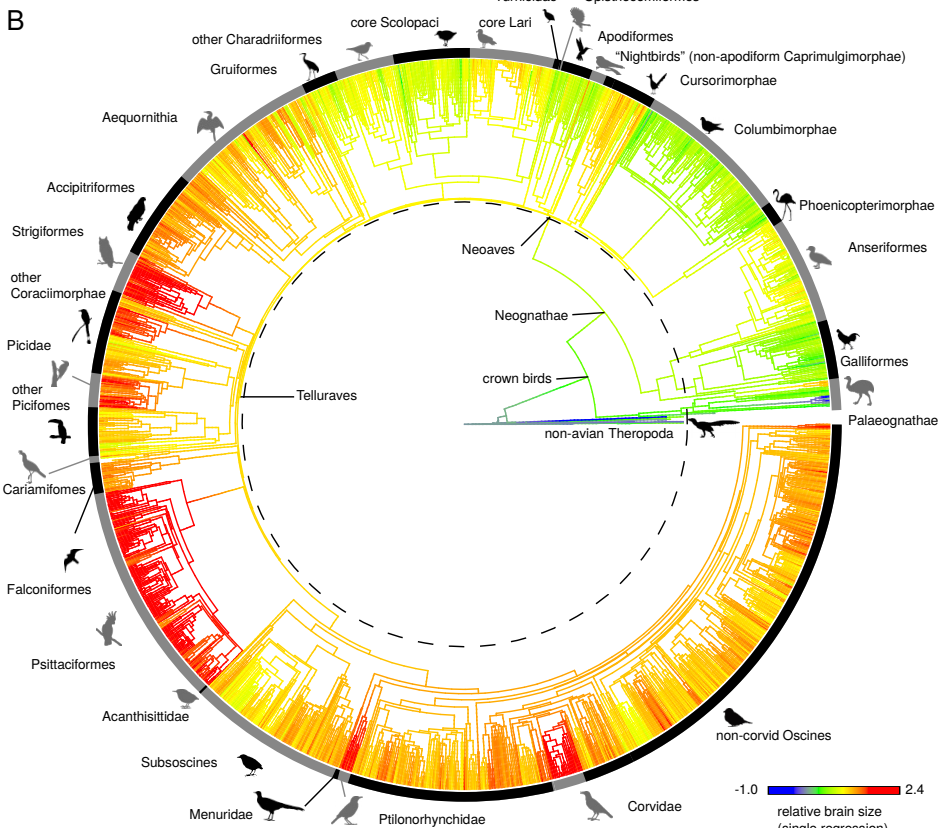 B
core Scolopaci
core Lari
other Charadriiformes
Apodiformes
"Nightbirds" (non-apodiform Caprimulgimorphae)
Gruiformes
Cursorimorphae
Aequornithia
Columbimorphae
Accipitriformes
Phoenicopterimorphae
Strigiformes
Neoaves
Anseriformes
other
Coraciimorphae
Neognathae
Picidae
Galliformes
crown birds
other
Picifomes
Telluraves
Palaeognathae
non-avian Theropoda
Cariamifomes
Falconiformes
Psittaciformes
Acanthisittidae
non-corvid Oscines
Subsoscines
-1.0
2.4
Menuridae
Ptilonorhynchidae
Corvidae
relative brain size
(single regression)